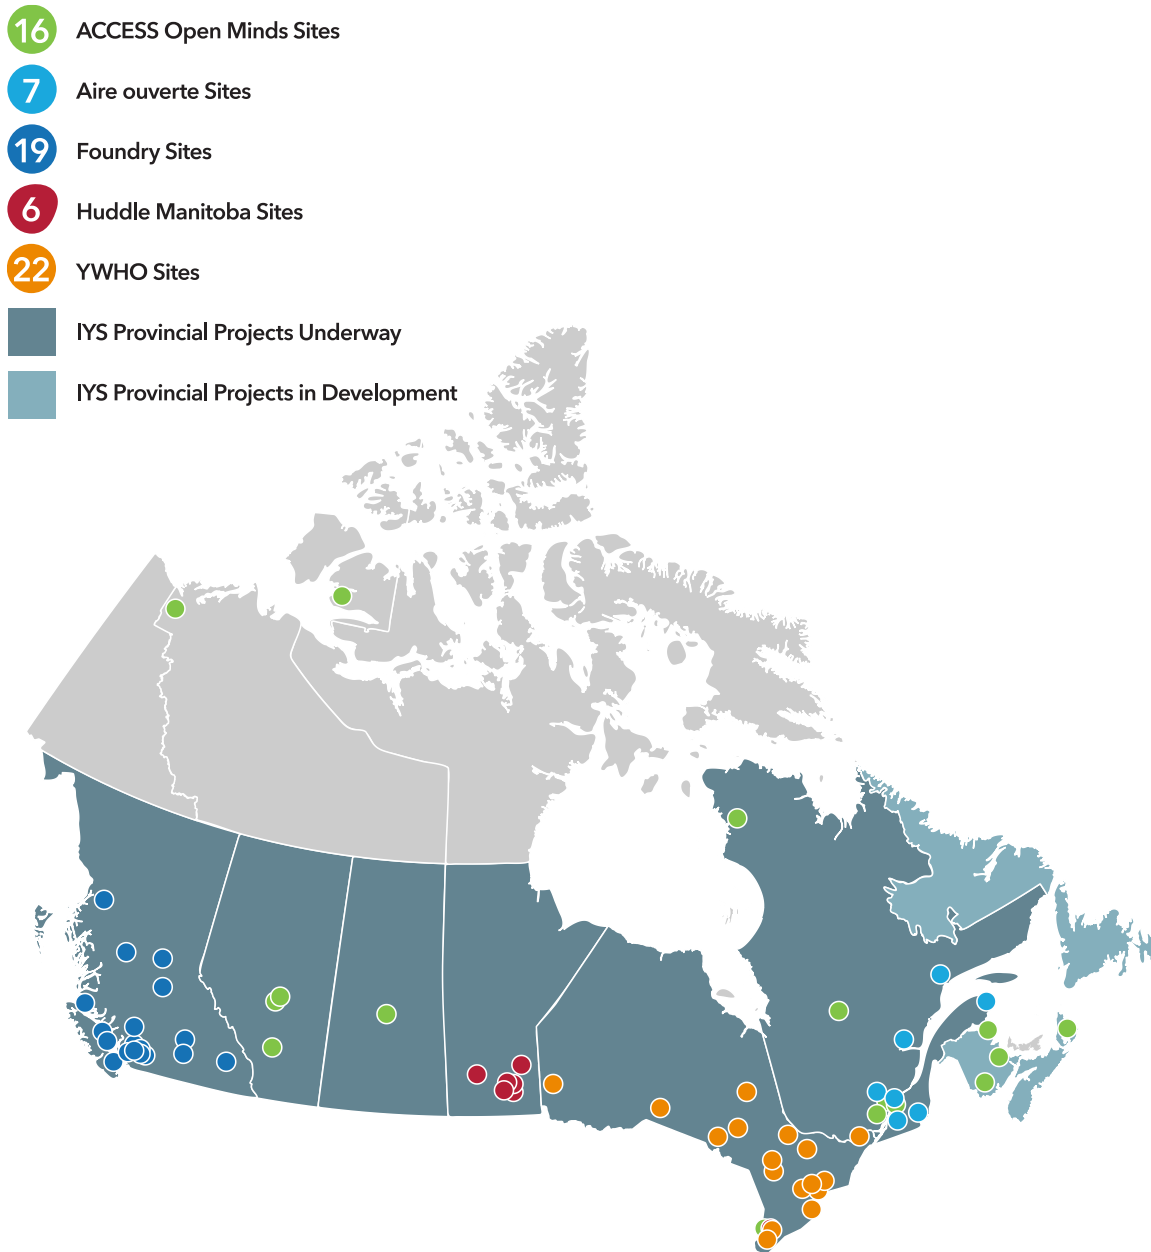 16 ACCESS Open Minds Sites
7 Aire ouverte Sites
19 Foundry Sites
6 Huddle Manitoba Sites
22 YWHO Sites
IYS Provincial Projects Underway
IYS Provincial Projects in Development